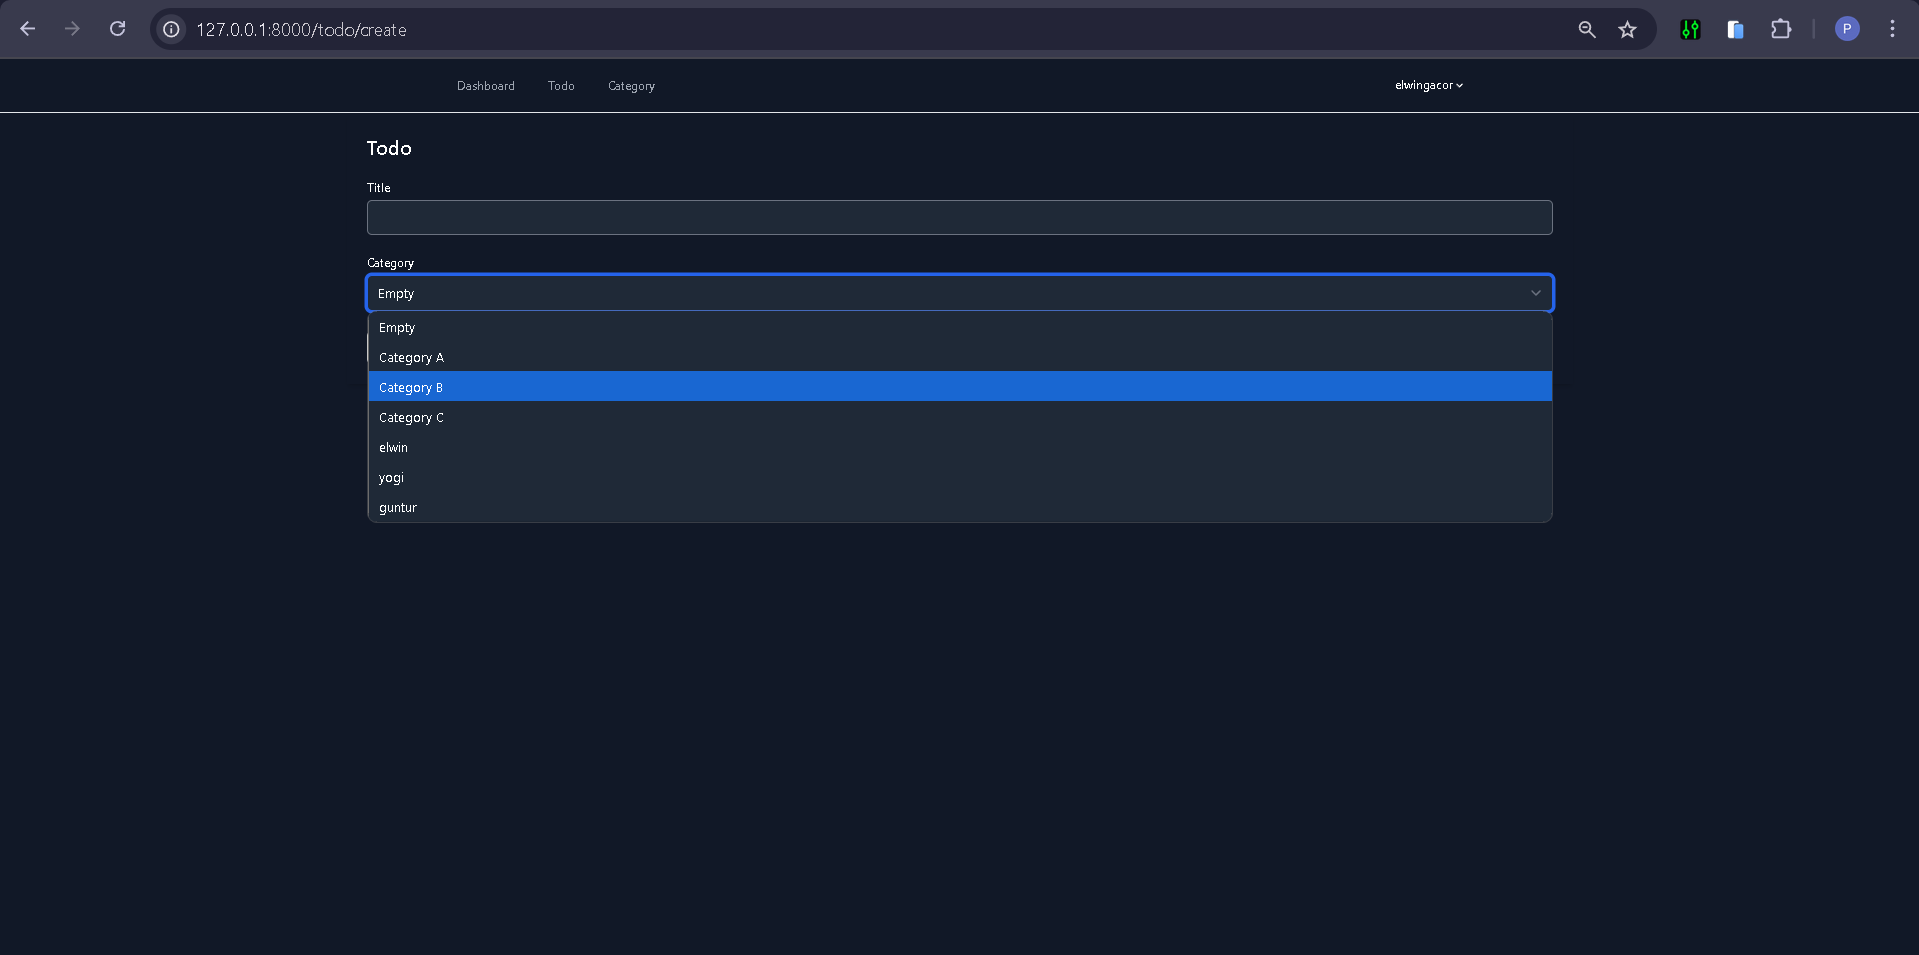 127.0.0.1:8000/todo/create
P
Dashboard Todo Category elwingacor
Todo
Title
Category
Empty
Empty
Category A
Category B
Category C
elwin
yogi
guntur